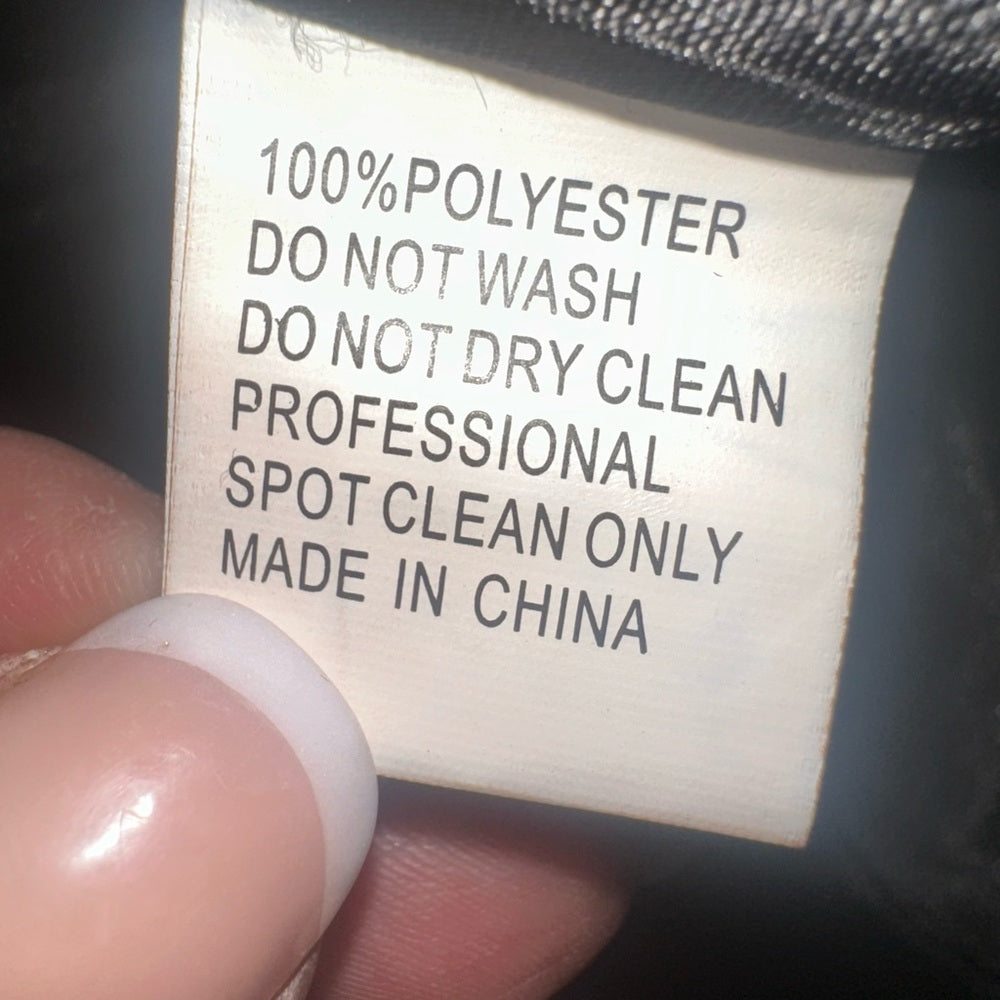 100%POLYESTER
DO NOT WASH
DO NOT DRY CLEAN
PROFESSIONAL
SPOT CLEAN ONLY
MADE IN CHINA